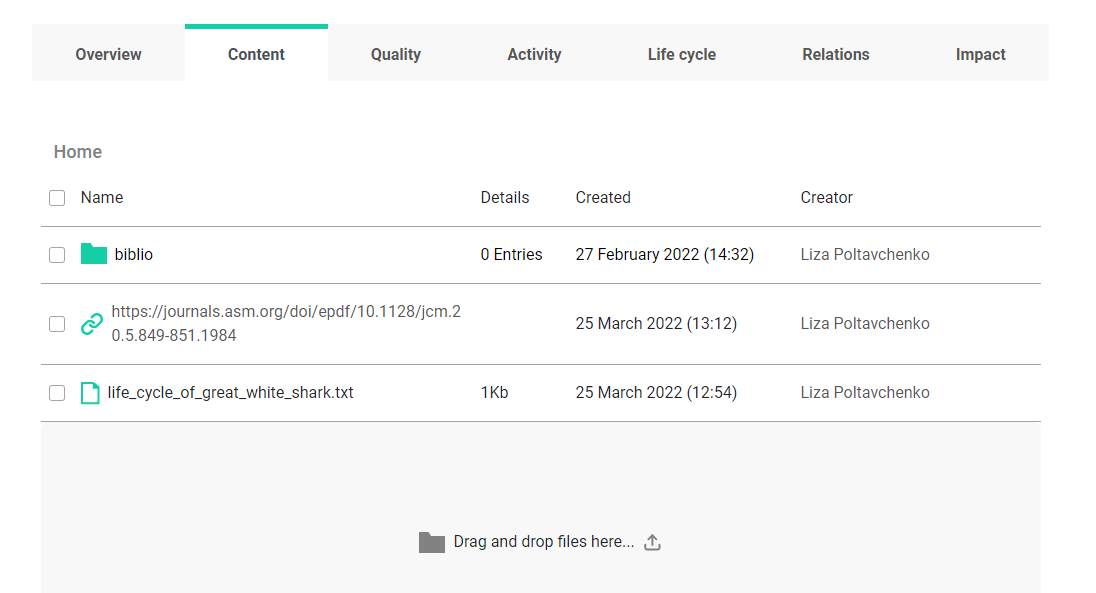 Overview Content Quality Activity Life cycle Relations Impact
Home
Name Details Created Creator
biblio 0 Entries 27 February 2022 (14:32) Liza Poltavchenko
https://journals.asm.org/doi/epdf/10.1128/jcm.2
0.5.849-851.1984 25 March 2022 (13:12) Liza Poltavchenko
life_cycle_of_great_white_shark.txt 1Kb 25 March 2022 (12:54) Liza Poltavchenko
Drag and drop files here...